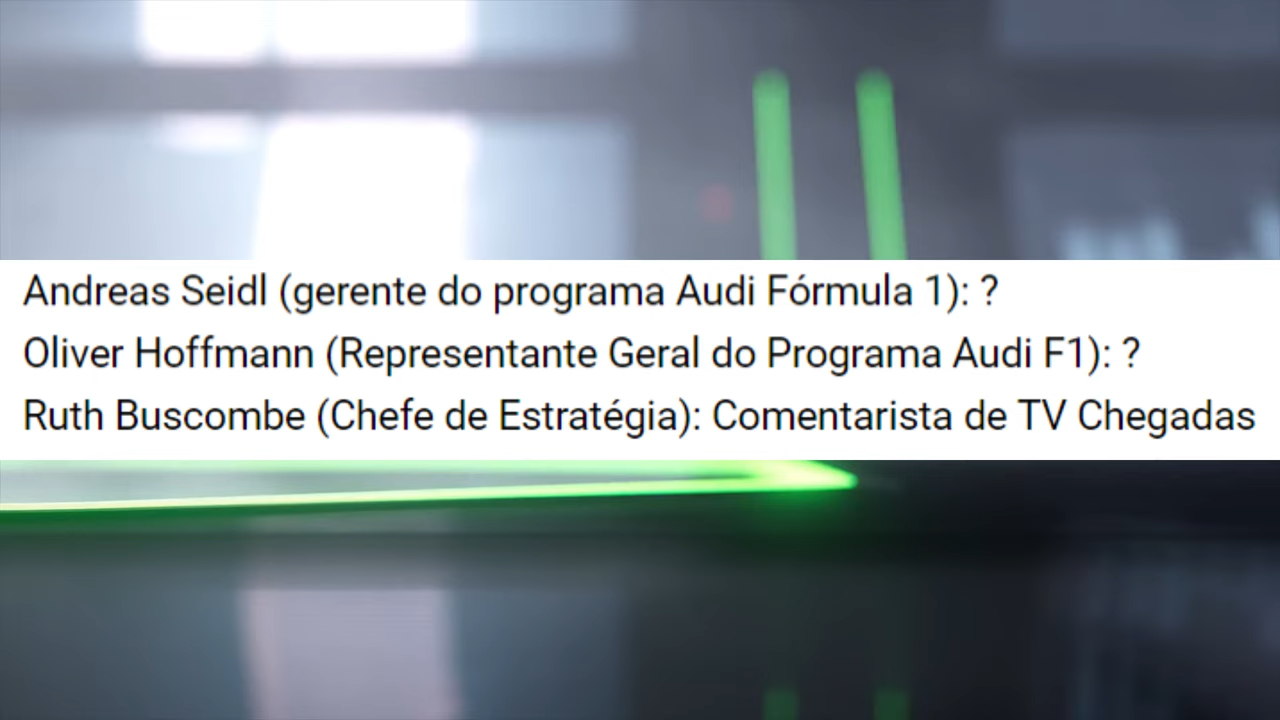 Andreas Seidl (gerente do programa Audi Fórmula 1): ?
Oliver Hoffmann (Representante Geral do Programa Audi F1): ?
Ruth Buscombe (Chefe de Estratégia): Comentarista de TV Chegadas